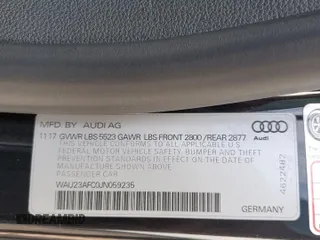 MFD. BY: AUDI AG
11.17 GVWR LBS 5523 GAWR LBS FRONT 2800 /REAR 2877
THIS VEHICLE CONFORMS TO ALL APPLICABLE
FEDERAL MOTOR VEHICLE SAFETY, BUMPER, AND
THEFT PREVENTION STANDARDS IN EFFECT ON THE
DATE OF MANUFACTURE SHOWN ABOVE.
PASSENGER CAR
WAU23AFC0JN059235
GERMANY
Audi
4672487